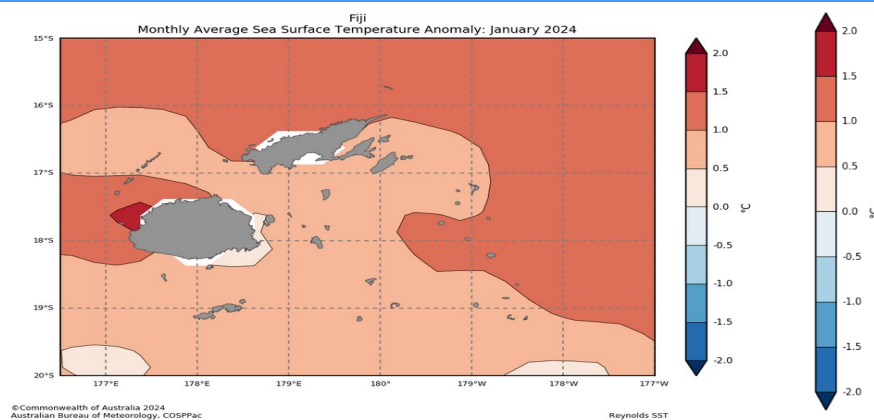 Fiji
Monthly Average Sea Surface Temperature Anomaly: January 2024
15°S
16°S
17°S
18°S
19°S
20°S
177°E
178°E
179°E
180°
179°W
178°W
177°W
2.0
1.5
1.0
0.5
0.0
-0.5
-1.0
-1.5
-2.0
°C
2.0
1.5
1.0
0.5
0.0
-0.5
-1.0
-1.5
-2.0
°C
©Commonwealth of Australia 2024
Australian Bureau of Meteorology, COSPPac
Reynolds SST